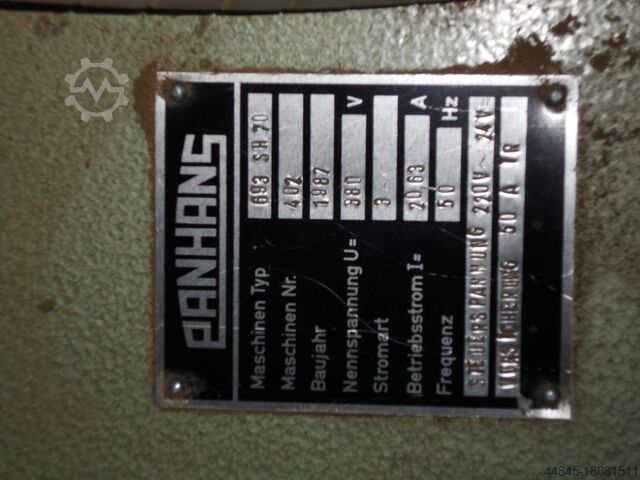 PANHANS
Maschinen Typ 693 SH 70
Maschinen Nr. 402
Baujahr 1987
Nennspannung U= 380 V
Stromart 3
Betriebsstrom I= 20,63 A
Frequenz 50 Hz
STEUERSPANNUNG 220V~ 24V
VORSICHERUNG 50 A TR
44845-18081511